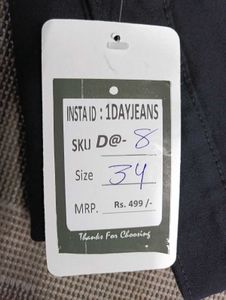 INSTA ID : 1DAYJEANS
SKU D@- 8
Size 34
MRP. Rs. 499 /-
Thanks For Choosing